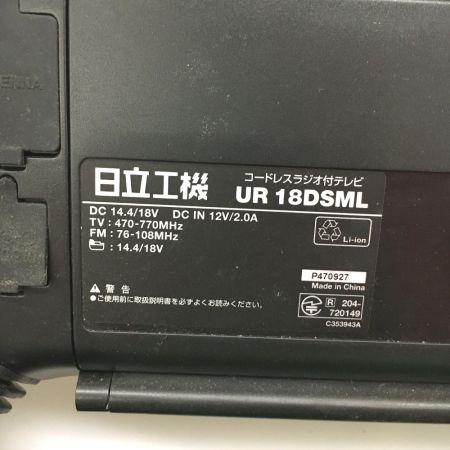 日立工機
コードレスラジオ付テレビ
UR 18DSML
DC 14.4/18V DC IN 12V/2.0A
TV : 470-770MHz
FM : 76-108MHz
: 14.4/18V
Li-ion
P470927
Made in China
⚠ 警告
●ご使用前に取扱説明書を必ずよくお読みください。
R 204-
720149
C353943A